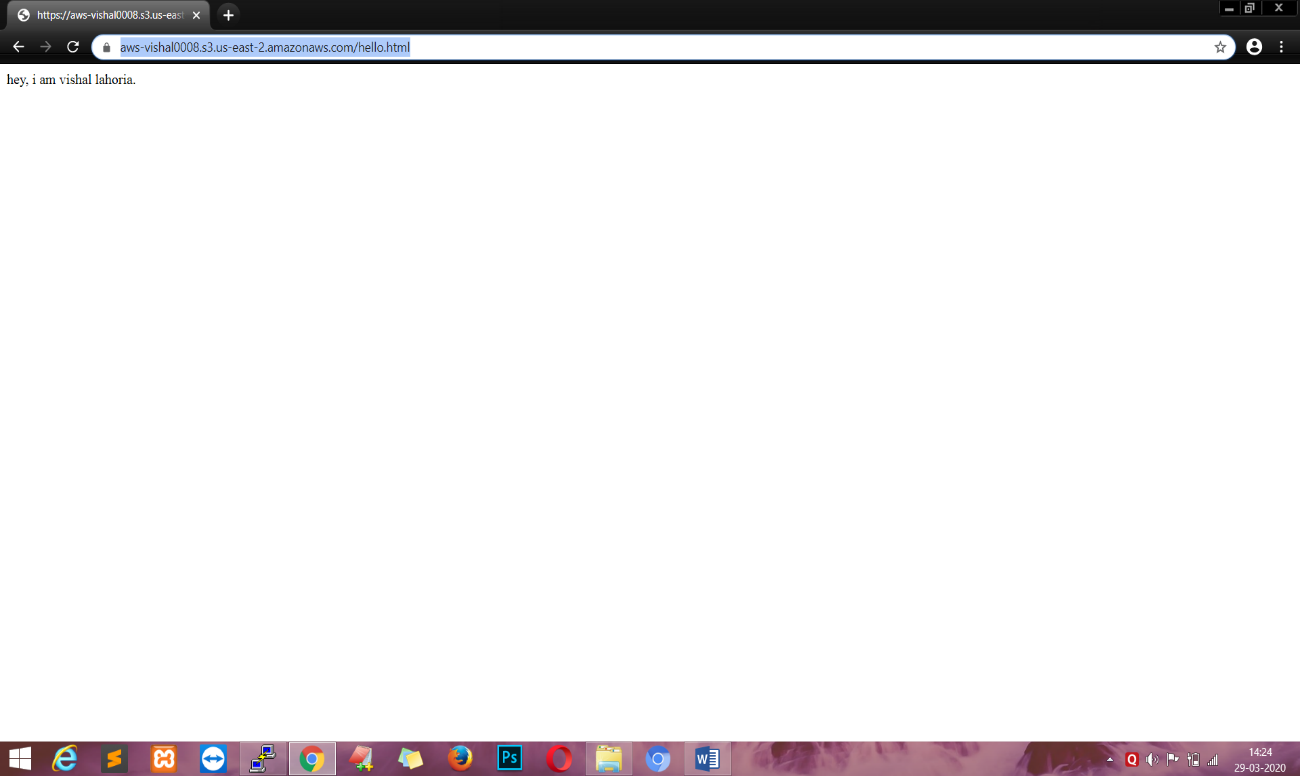 https://aws-vishal0008.s3.us-east
aws-vishal0008.s3.us-east-2.amazonaws.com/hello.html
hey, i am vishal lahoria.
Ps
Q
14:24
29-03-2020